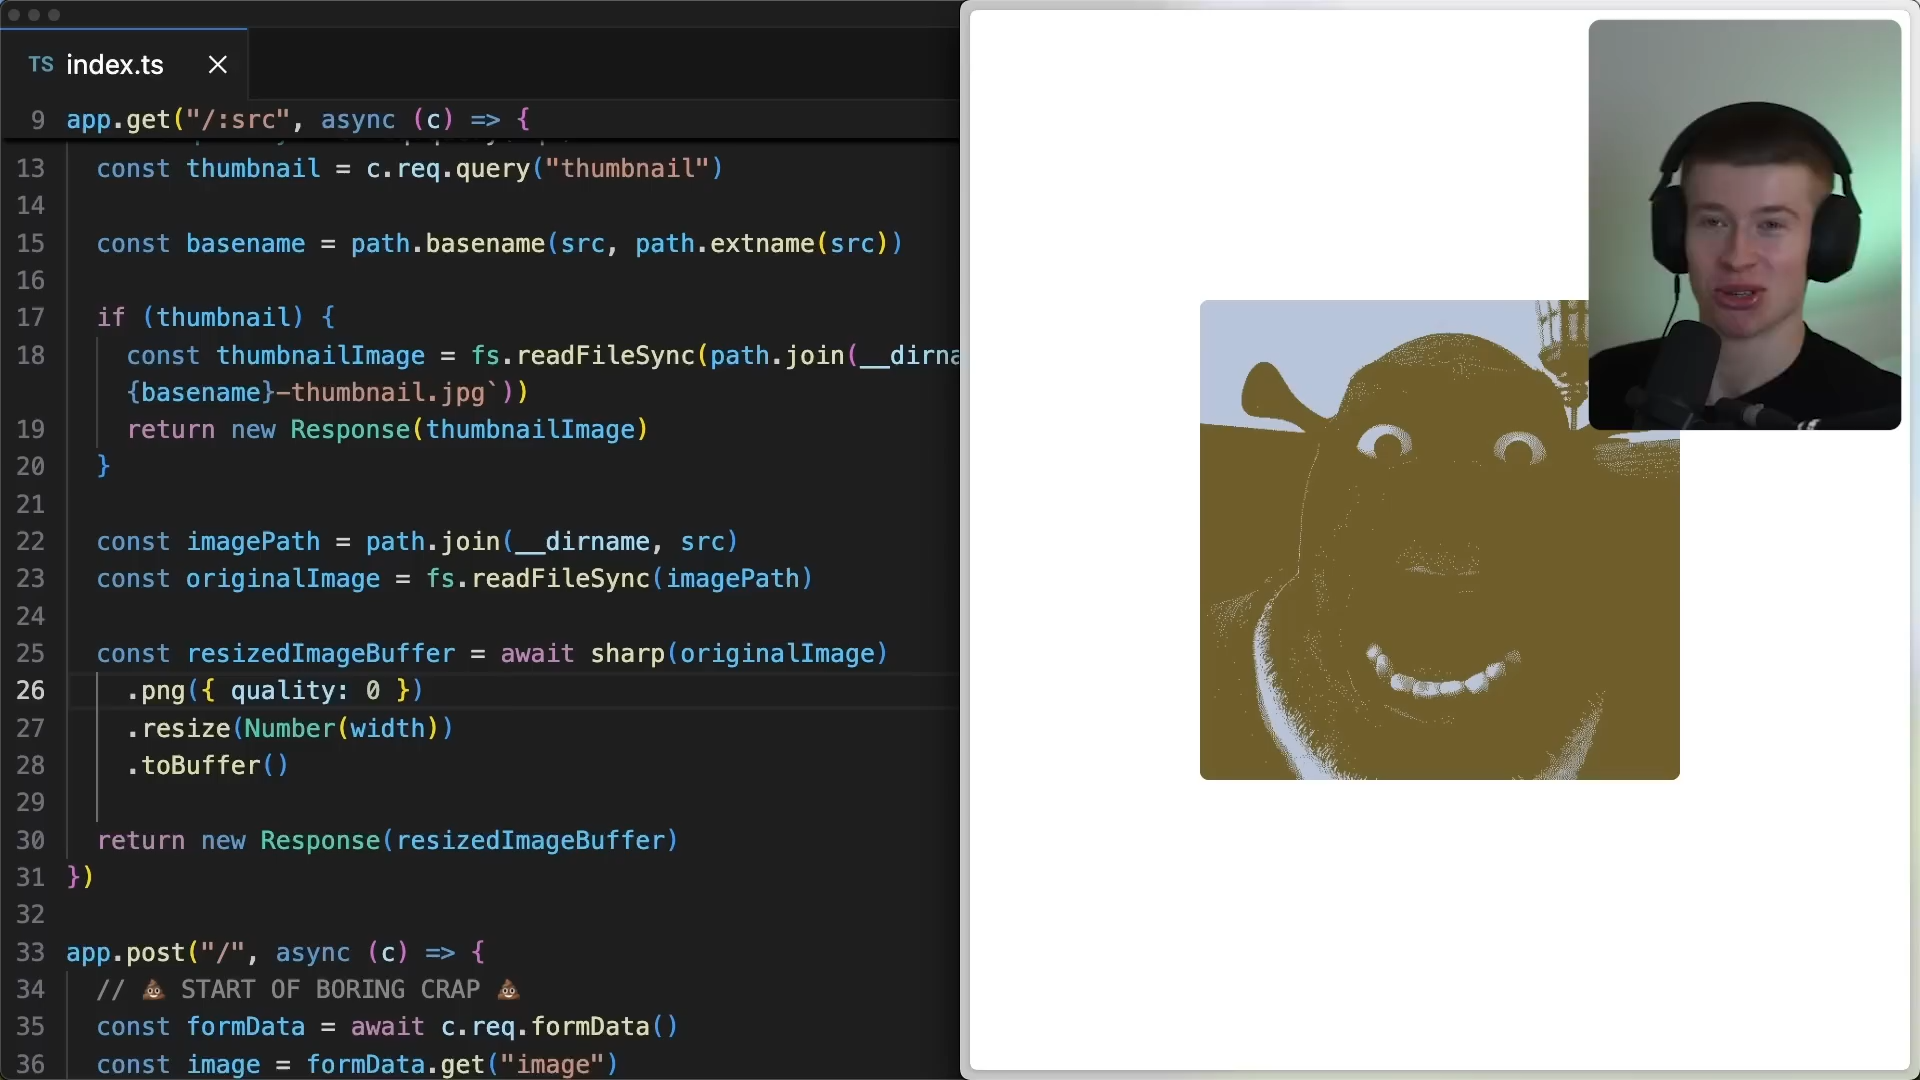 TS index.ts
9 app.get("/:src", async (c) => {
13 const thumbnail = c.req.query("thumbnail")
14
15 const basename = path.basename(src, path.extname(src))
16
17 if (thumbnail) {
18 const thumbnailImage = fs.readFileSync(path.join(__dirna
{basename}-thumbnail.jpg`))
19 return new Response(thumbnailImage)
20 }
21
22 const imagePath = path.join(__dirname, src)
23 const originalImage = fs.readFileSync(imagePath)
24
25 const resizedImageBuffer = await sharp(originalImage)
26 .png({ quality: 0 })
27 .resize(Number(width))
28 .toBuffer()
29
30 return new Response(resizedImageBuffer)
31 })
32
33 app.post("/", async (c) => {
34 // 💩 START OF BORING CRAP 💩
35 const formData = await c.req.formData()
36 const image = formData.get("image")